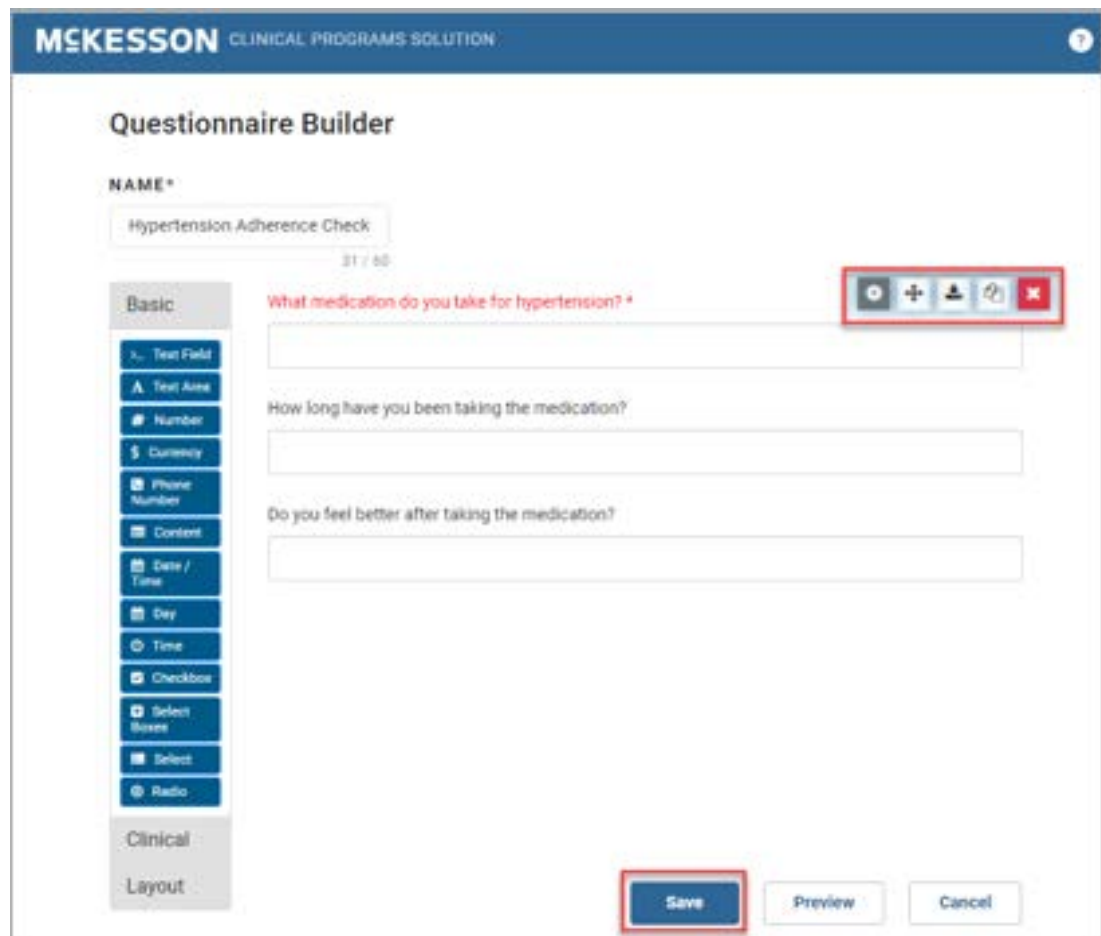 MCKESSON CLINICAL PROGRAMS SOLUTION
?
Questionnaire Builder
NAME*
Hypertension Adherence Check
31 / 60
Basic
What medication do you take for hypertension? *
Text Field
Text Area
Number
How long have you been taking the medication?
$ Currency
Phone
Number
Do you feel better after taking the medication?
Content
Date /
Time
Day
Time
Checkbox
Select
Boxes
Select
Radio
Clinical
Layout
Save Preview Cancel